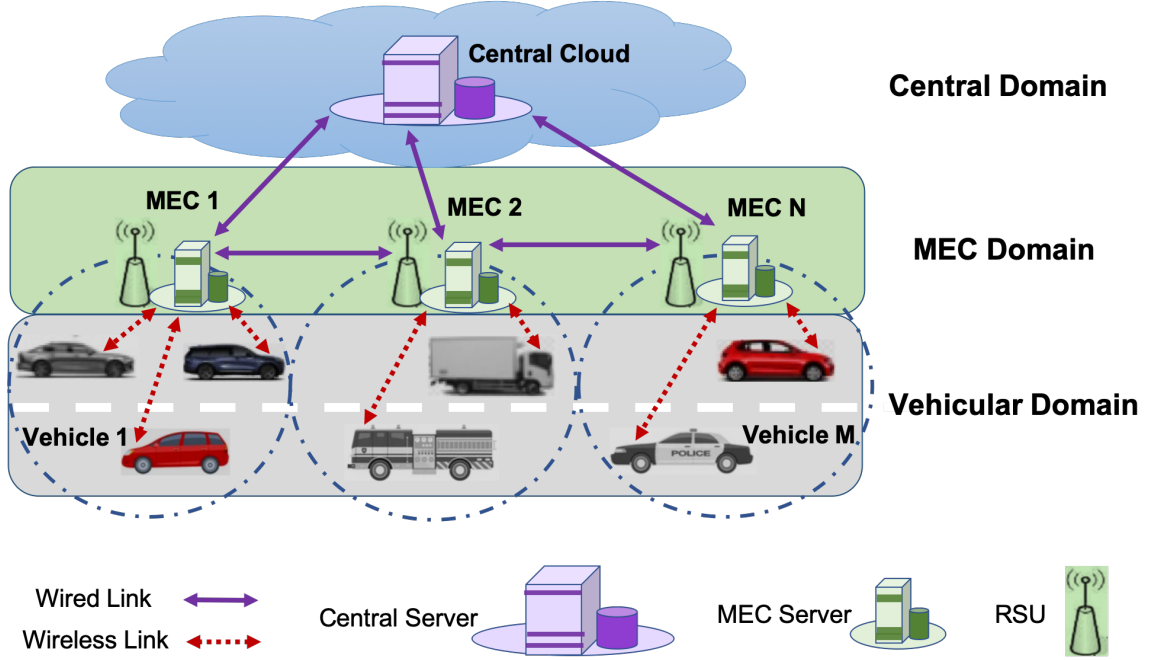 Central Cloud
Central Domain
MEC 1
MEC 2
MEC N
MEC Domain
Vehicular Domain
Vehicle 1
Vehicle M
POLICE
Wired Link
Wireless Link
Central Server
MEC Server
RSU